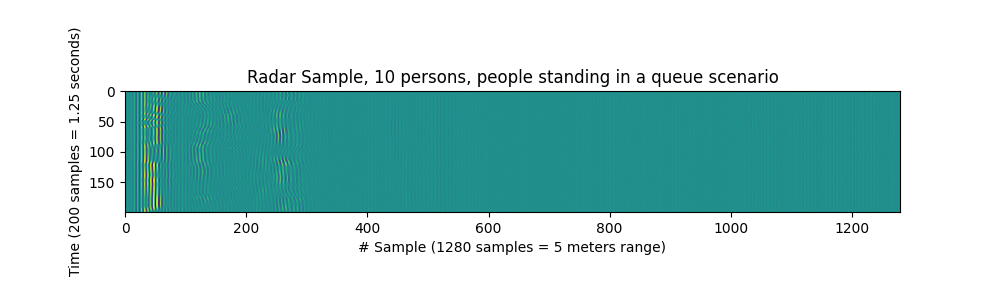 Radar Sample, 10 persons, people standing in a queue scenario
Time (200 samples = 1.25 seconds)
0
50
100
150
0 200 400 600 800 1000 1200
# Sample (1280 samples = 5 meters range)